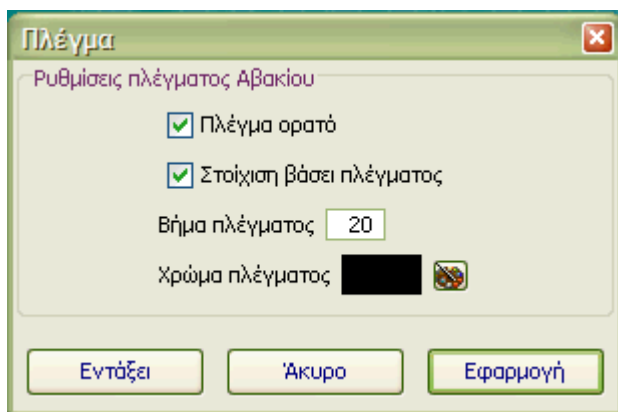 Πλέγμα
Ρυθμίσεις πλέγματος Αβακίου
Πλέγμα ορατό
Στοίχιση βάσει πλέγματος
Βήμα πλέγματος 20
Χρώμα πλέγματος
Εντάξει Άκυρο Εφαρμογή